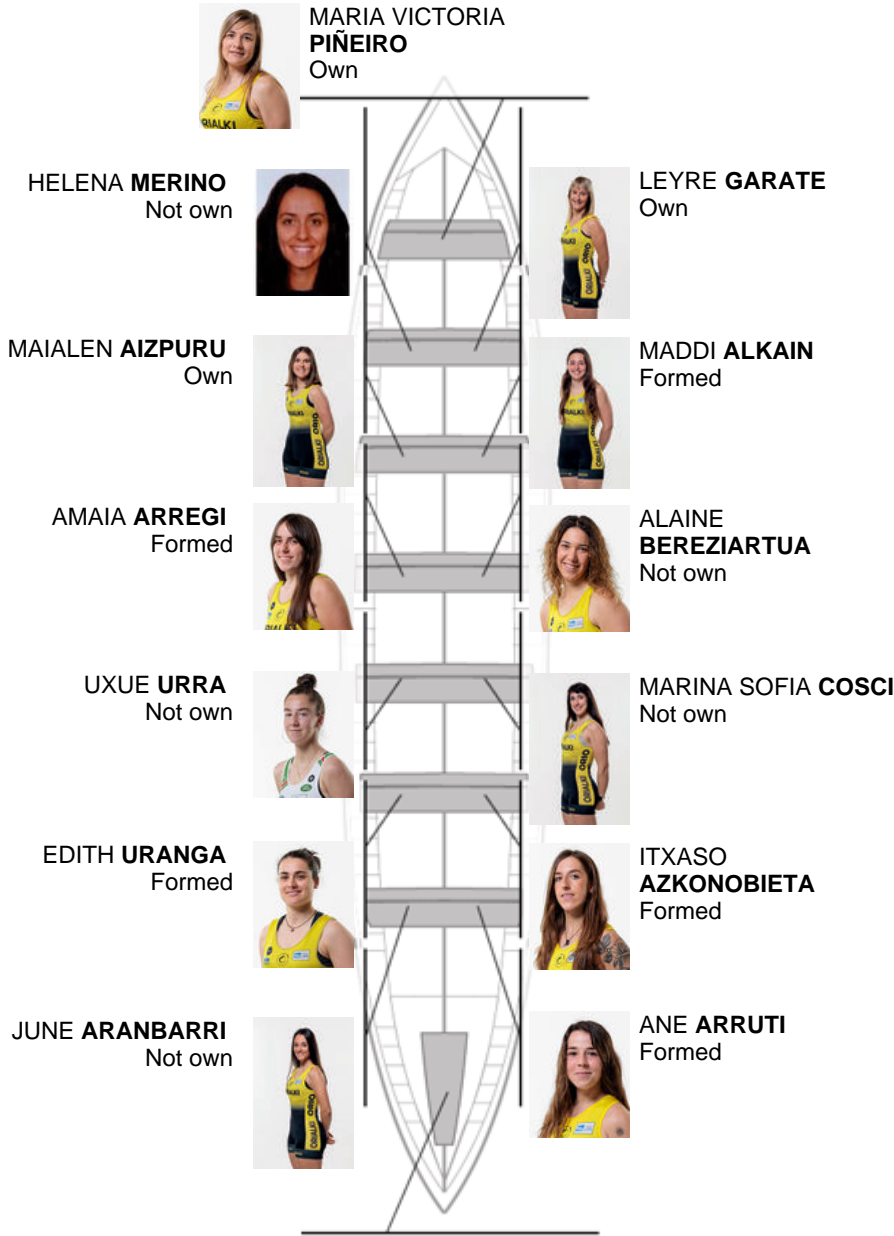 MARIA VICTORIA
PIÑEIRO
Own
HELENA MERINO
Not own
LEYRE GARATE
Own
MAIALEN AIZPURU
Own
MADDI ALKAIN
Formed
AMAIA ARREGI
Formed
ALAINE
BEREZIARTUA
Not own
UXUE URRA
Not own
MARINA SOFIA COSCI
Not own
EDITH URANGA
Formed
ITXASO
AZKONOBIETA
Formed
JUNE ARANBARRI
Not own
ANE ARRUTI
Formed